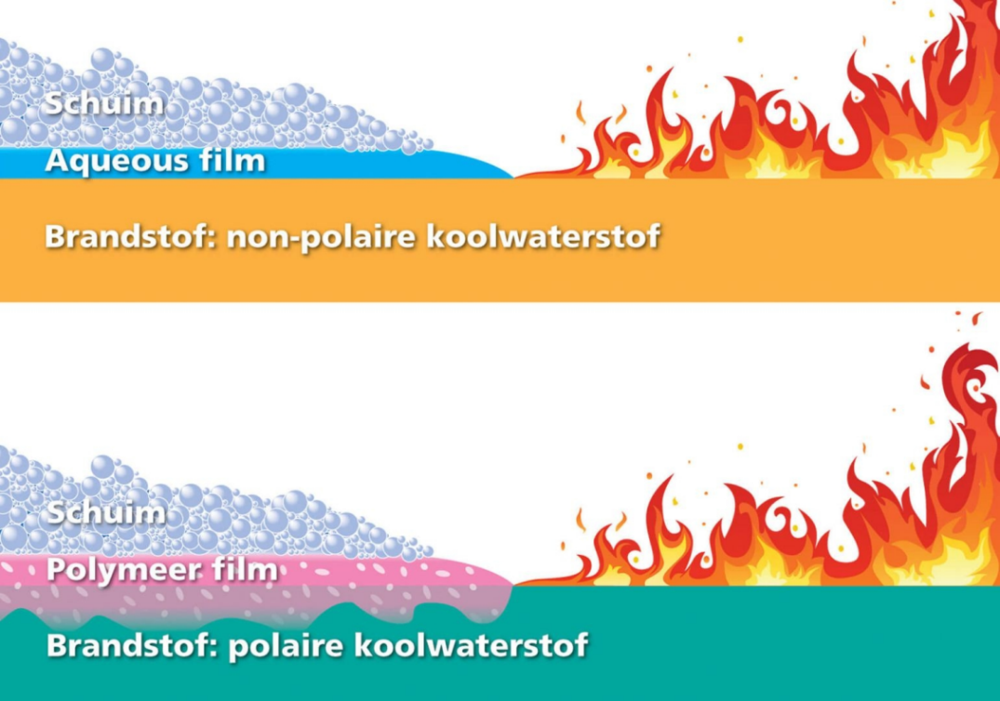 Schuim
Aqueous film
Brandstof: non-polaire koolwaterstof
Schuim
Polymeer film
Brandstof: polaire koolwaterstof